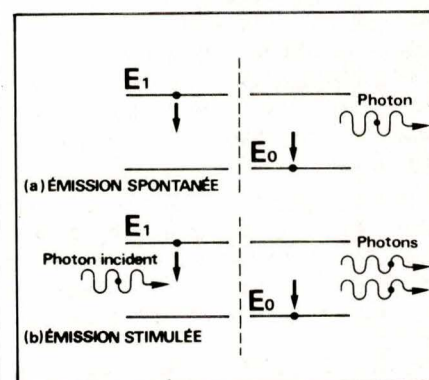 E1
Photon
E0
(a) ÉMISSION SPONTANÉE
E1
Photons
Photon incident
E0
(b) ÉMISSION STIMULÉE